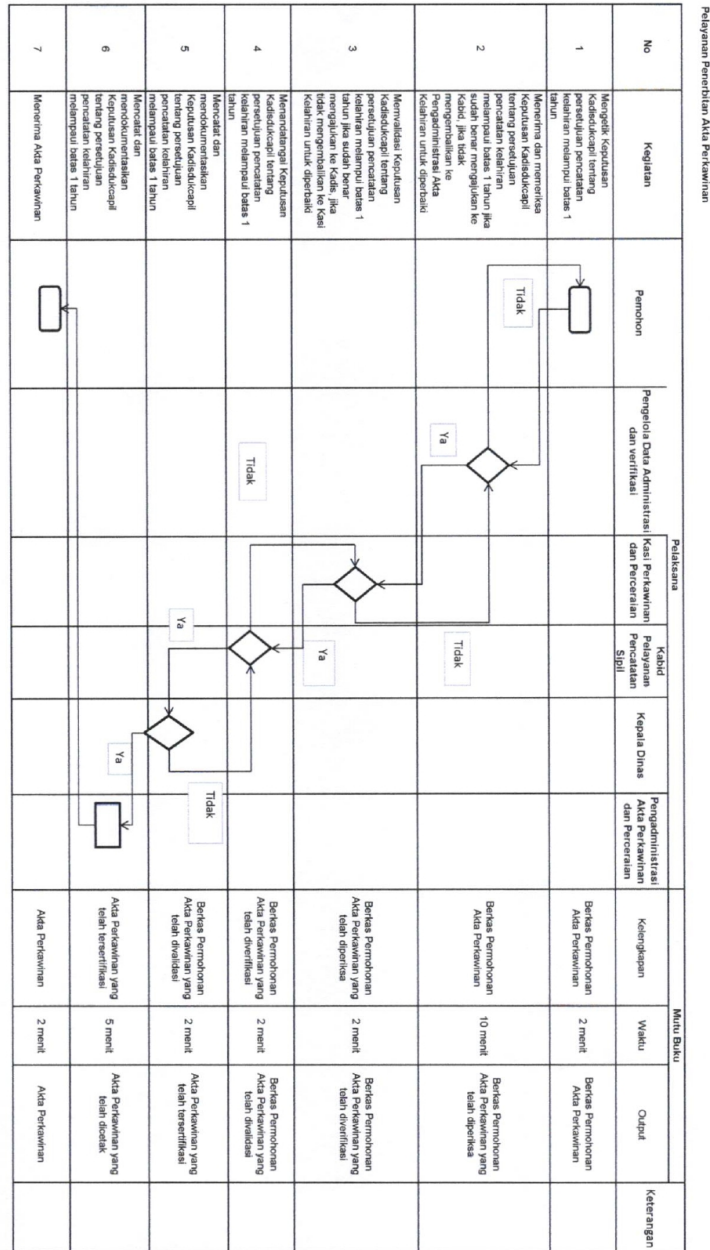 Pelayanan Penerbitan Akta Perkawinan
No
Kegiatan
Pelaksana
Mutu Buku
Keterangan
Pemohon
Pengelola Data Administrasi
dan verifikasi
Kasi Perkawinan
dan Perceraian
Kabid
Pelayanan
Pencatatan
Sipil
Kepala Dinas
Pengadministrasi
Akta Perkawinan
dan Perceraian
Kelengkapan
Waktu
Output
1
Mengetik Keputusan
Kadisdukcapil tentang
persetujuan pencatatan
kelahiran melampui batas 1
tahun
Berkas Permohonan
Akta Perkawinan
2 menit
Berkas Permohonan
Akta Perkawinan
2
Menerima dan memeriksa
Keputusan Kadisdukcapil
tentang persetujuan
pencatatan kelahiran
melampaui batas 1 tahun jika
sudah benar mengajukan ke
Kabid, jika tidak
mengembalikan ke
Pengadministrasi Akta
Kelahiran untuk diperbaiki
Tidak
Ya
Tidak
Berkas Permohonan
Akta Perkawinan
10 menit
Berkas Permohonan
Akta Perkawinan yang
telah diperiksa
3
Memvalidasi Keputusan
Kadisdukcapil tentang
persetujuan pencatatan
kelahiran melampui batas 1
tahun jika sudah benar
mengajukan ke Kadis, jika
tidak mengembalikan ke Kasi
Kelahiran untuk diperbaiki
Ya
Berkas Permohonan
Akta Perkawinan yang
telah diperiksa
2 menit
Berkas Permohonan
Akta Perkawinan yang
telah diverifikasi
4
Menandatangai Keputusan
Kadisdukcapil tentang
persetujuan pencatatan
kelahiran melampaui batas 1
tahun
Tidak
Berkas Permohonan
Akta Perkawinan yang
telah diverifikasi
2 menit
Berkas Permohonan
Akta Perkawinan yang
telah divalidasi
5
Mencatat dan
mendokumentasikan
Keputusan Kadisdukcapil
tentang persetujuan
pencatatan kelahiran
melampaui batas 1 tahun
Ya
Tidak
Berkas Permohonan
Akta Perkawinan yang
telah divalidasi
2 menit
Berkas Permohonan
Akta Perkawinan yang
telah tersertifikasi
6
Mencatat dan
mendokumentasikan
Keputusan Kadisdukcapil
tentang persetujuan
pencatatan kelahiran
melampaui batas 1 tahun
Ya
Akta Perkawinan yang
telah tersertifikasi
5 menit
Akta Perkawinan yang
telah dicetak
7
Menerima Akta Perkawinan
Akta Perkawinan
2 menit
Akta Perkawinan